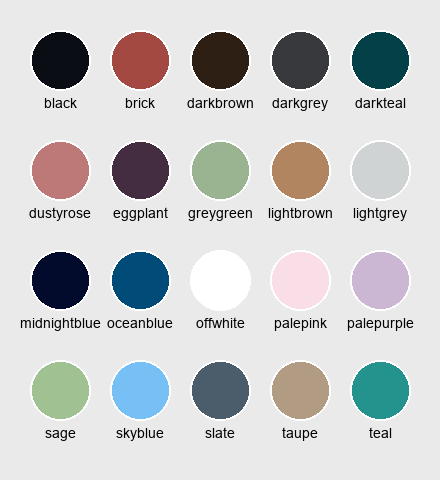 black brick darkbrown darkgrey darkteal
dustyrose eggplant greygreen lightbrown lightgrey
midnightblue oceanblue offwhite palepink palepurple
sage skyblue slate taupe teal